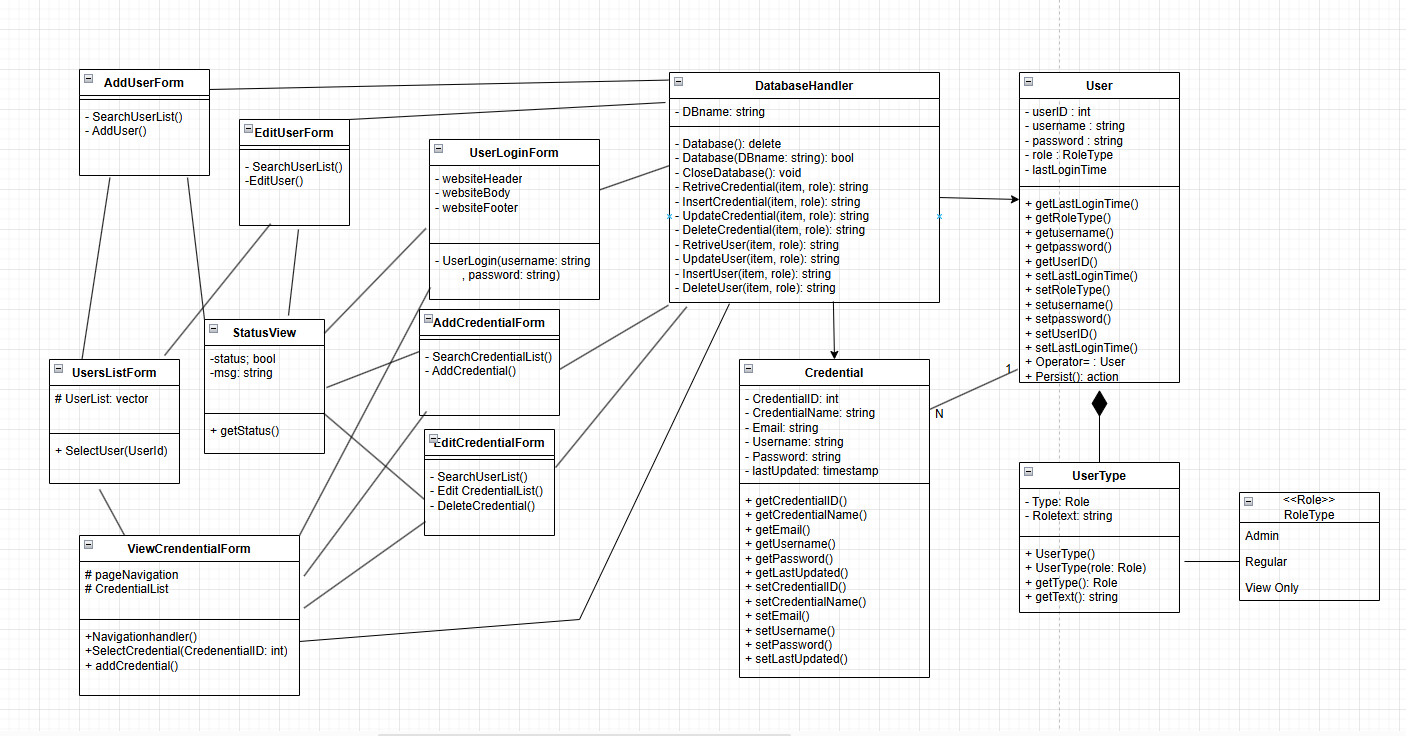 AddUserForm
- SearchUserList()
- AddUser()
EditUserForm
- SearchUserList()
-EditUser()
UserLoginForm
- websiteHeader
- websiteBody
- websiteFooter
- UserLogin(username: string
, password: string)
DatabaseHandler
- DBname: string
- Database(): delete
- Database(DBname: string): bool
- CloseDatabase(): void
- RetriveCredential(item, role): string
- InsertCredential(item, role): string
- UpdateCredential(item, role): string
- DeleteCredential(item, role): string
- RetriveUser(item, role): string
- UpdateUser(item, role): string
- InsertUser(item, role): string
- DeleteUser(item, role): string
User
- userID : int
- username : string
- password : string
- role : RoleType
- lastLoginTime
+ getLastLoginTime()
+ getRoleType()
+ getusername()
+ getpassword()
+ getUserID()
+ setLastLoginTime()
+ setRoleType()
+ setusername()
+ setpassword()
+ setUserID()
+ setLastLoginTime()
+ Operator= : User
+ Persist(): action
StatusView
-status; bool
-msg: string
+ getStatus()
AddCredentialForm
- SearchCredentialList()
- AddCredential()
UsersListForm
# UserList: vector
+ SelectUser(UserId)
Credential
- CredentialID: int
- CredentialName: string
- Email: string
- Username: string
- Password: string
- lastUpdated: timestamp
+ getCredentialID()
+ getCredentialName()
+ getEmail()
+ getUsername()
+ getPassword()
+ getLastUpdated()
+ setCredentialID()
+ setCredentialName()
+ setEmail()
+ setUsername()
+ setPassword()
+ setLastUpdated()
1
N
EditCredentialForm
- SearchUserList()
- Edit CredentialList()
- DeleteCredential()
UserType
- Type: Role
- Roletext: string
+ UserType()
+ UserType(role: Role)
+ getType(): Role
+ getText(): string
<<Role>>
RoleType
Admin
Regular
View Only
ViewCrendentialForm
# pageNavigation
# CredentialList
+Navigationhandler()
+SelectCredential(CredenentialID: int)
+ addCredential()